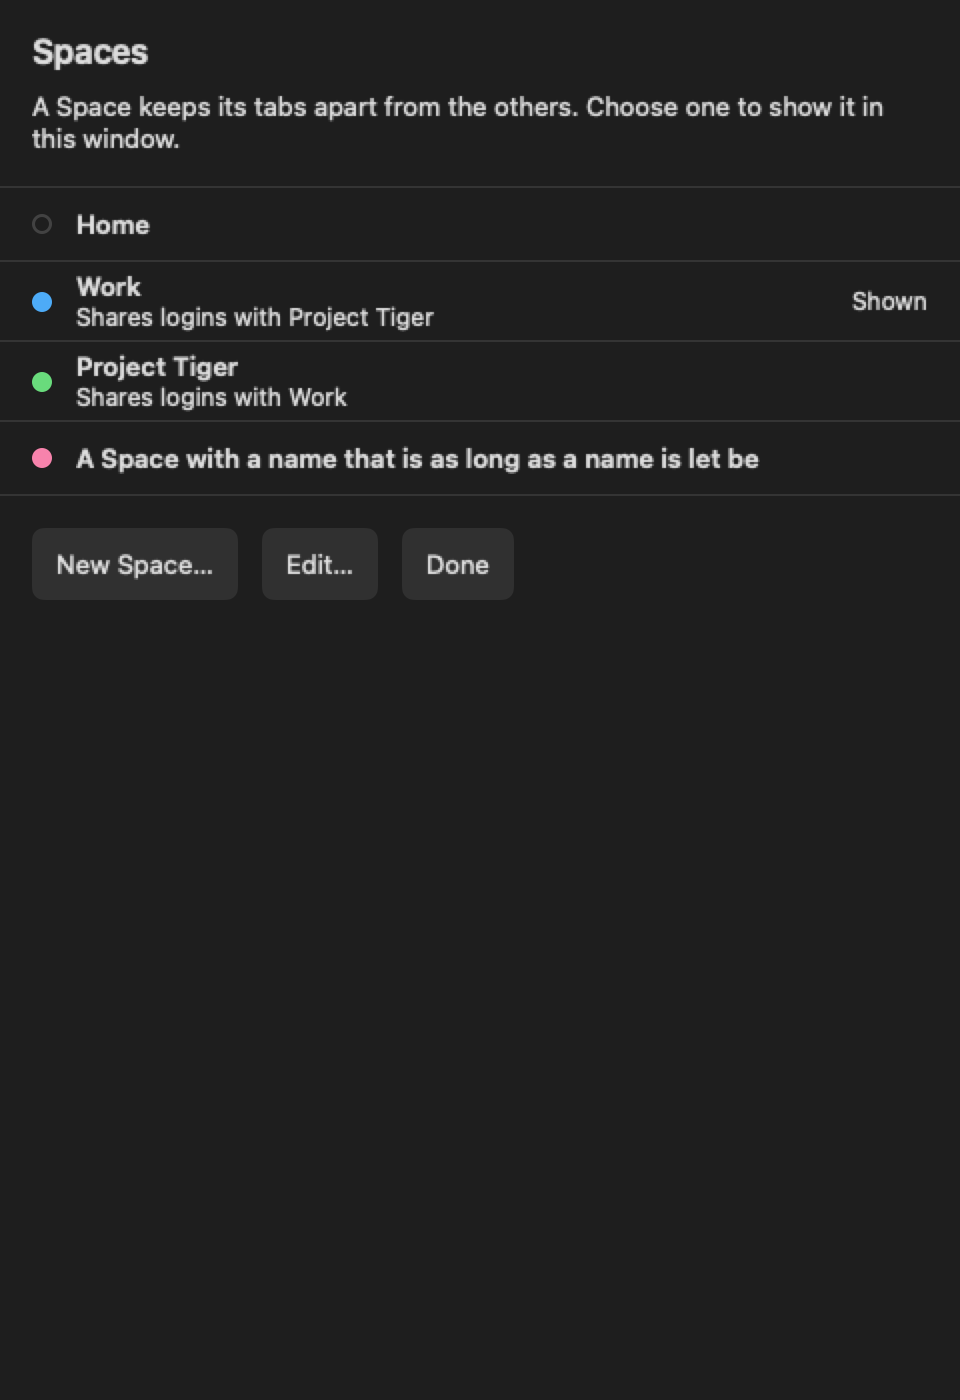 Spaces
A Space keeps its tabs apart from the others. Choose one to show it in
this window.
Home
Work
Shares logins with Project Tiger
Shown
Project Tiger
Shares logins with Work
A Space with a name that is as long as a name is let be
New Space...
Edit...
Done